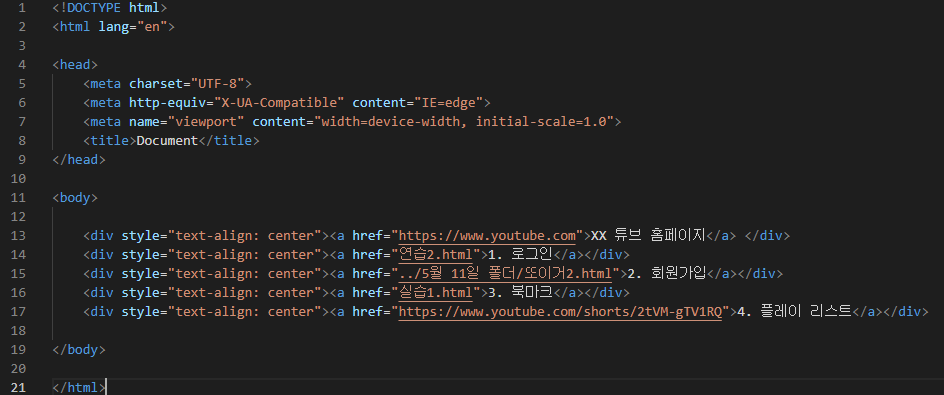 1 <!DOCTYPE html>
2 <html lang="en">
3
4 <head>
5 <meta charset="UTF-8">
6 <meta http-equiv="X-UA-Compatible" content="IE=edge">
7 <meta name="viewport" content="width=device-width, initial-scale=1.0">
8 <title>Document</title>
9 </head>
10
11 <body>
12
13 <div style="text-align: center"><a href="https://www.youtube.com">XX 튜브 홈페이지</a> </div>
14 <div style="text-align: center"><a href="연습2.html">1. 로그인</a></div>
15 <div style="text-align: center"><a href="../5월 11일 폴더/또이거2.html">2. 회원가입</a></div>
16 <div style="text-align: center"><a href="실습1.html">3. 북마크</a></div>
17 <div style="text-align: center"><a href="https://www.youtube.com/shorts/2tVM-gTV1RQ">4. 플레이 리스트</a></div>
18
19 </body>
20
21 </html>